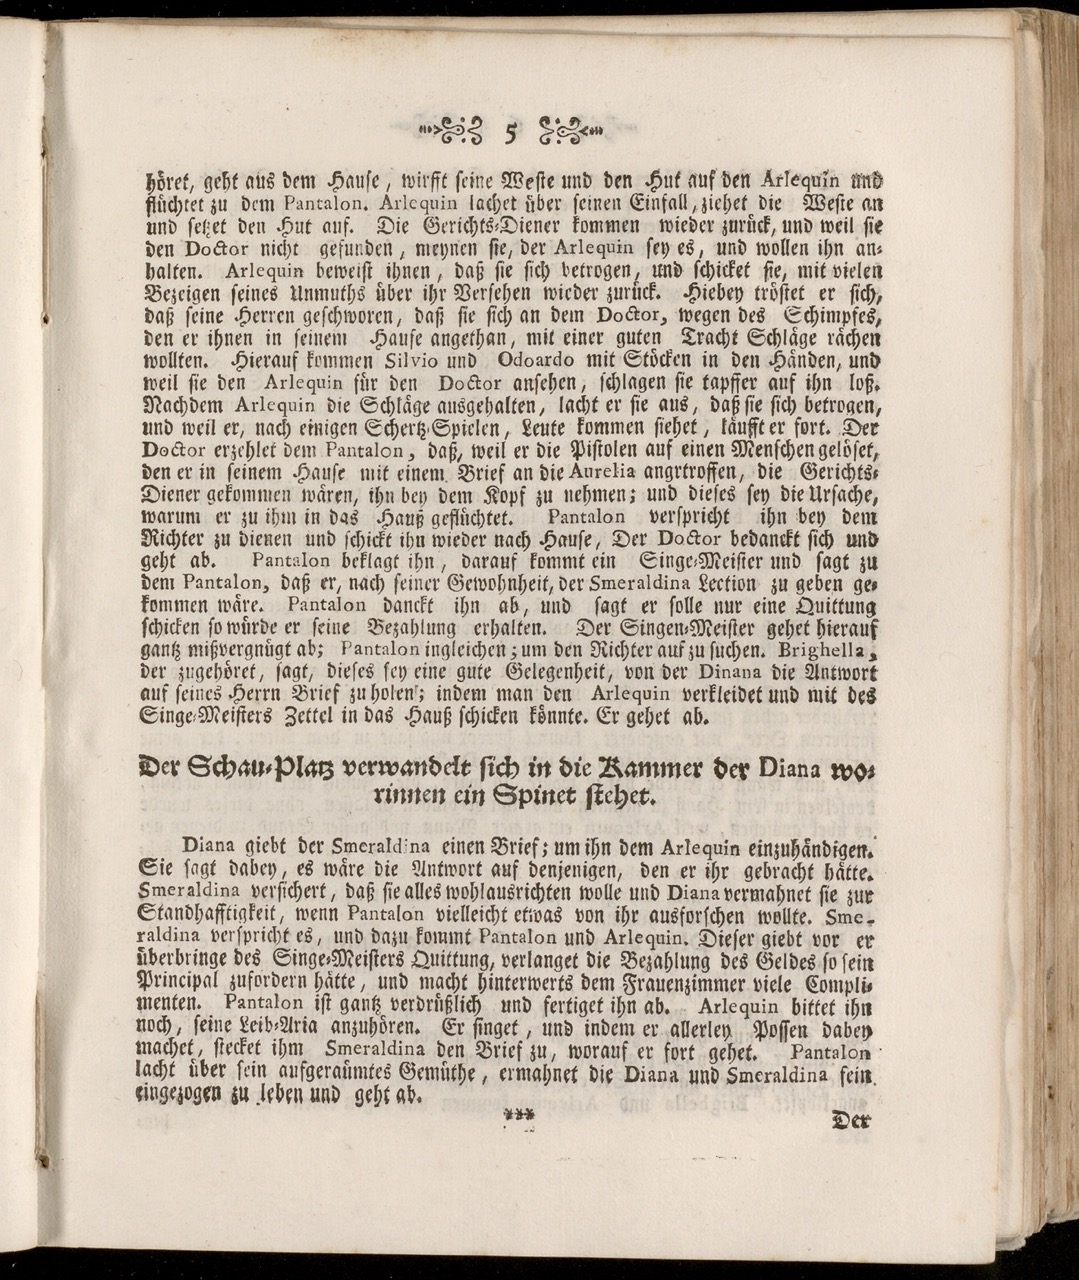 5
höret, geht aus dem Hause, wirfft seine Weste und den Hut auf den Arlequin und
flüchtet zu dem Pantalon. Arlequin lachet über seinen Einfall, ziehet die Weste an
und setzet den Hut auf. Die Gerichts-Diener kommen wieder zurück, und weil sie
den Doctor nicht gefunden, meynen sie, der Arlequin sey es, und wollen ihn an-
halten. Arlequin beweist ihnen, daß sie sich betrogen, und schicket sie, mit vielen
Bezeigen seines Unmuths über ihr Versehen wieder zurück. Hiebey tröstet er sich,
daß seine Herren geschworen, daß sie sich an dem Doctor, wegen des Schimpfes,
den er ihnen in seinem Hause angethan, mit einer guten Tracht Schläge rächen
wollten. Hierauf kommen Silvio und Odoardo mit Stöcken in den Händen, und
weil sie den Arlequin für den Doctor ansehen, schlagen sie tapffer auf ihn loß.
Nachdem Arlequin die Schläge ausgehalten, lacht er sie aus, daß sie sich betrogen,
und weil er, nach einigen Schertz-Spielen, Leute kommen siehet, läufft er fort. Der
Doctor erzehlet dem Pantalon, daß, weil er die Pistolen auf einen Menschen gelöset,
den er in seinem Hause mit einem Brief an die Aurelia angrtroffen, die Gerichts-
Diener gekommen wären, ihn bey dem Kopf zu nehmen; und dieses sey die Ursache,
warum er zu ihm in das Hauß geflüchtet. Pantalon verspricht ihn bey dem
Richter zu dienen und schickt ihn wieder nach Hause, Der Doctor bedanckt sich und
geht ab. Pantalon beklagt ihn, darauf kommt ein Singe-Meister und sagt zu
dem Pantalon, daß er, nach seiner Gewohnheit, der Smeraldina Lection zu geben ge-
kommen wäre. Pantalon danckt ihn ab, und sagt er solle nur eine Quittung
schicken so würde er seine Bezahlung erhalten. Der Singen-Meister gehet hierauf
gantz mißvergnügt ab; Pantalon ingleichen; um den Richter auf zu suchen. Brighella,
der zugehöret, sagt, dieses sey eine gute Gelegenheit, von der Dinana die Antwort
auf seines Herrn Brief zu holen; indem man den Arlequin verkleidet und mit des
Singe-Meisters Zettel in das Hauß schicken könnte. Er gehet ab.
Der Schau-Platz verwandelt sich in die Kammer der Diana wo-
rinnen ein Spinet stehet.
Diana giebt der Smeraldina einen Brief; um ihn dem Arlequin einzuhändigen.
Sie sagt dabey, es wäre die Antwort auf denjenigen, den er ihr gebracht hätte.
Smeraldina versichert, daß sie alles wohl ausrichten wolle und Diana vermahnet sie zur
Standhafftigkeit, wenn Pantalon vielleicht etwas von ihr ausforschen wollte. Sme-
raldina verspricht es, und dazu kommt Pantalon und Arlequin. Dieser giebt vor er
überbringe des Singe-Meisters Quittung, verlanget die Bezahlung des Geldes so sein
Principal zufordern hätte, und macht hinterwerts dem Frauenzimmer viele Compli-
menten. Pantalon ist gantz verdrüßlich und fertiget ihn ab. Arlequin bittet ihn
noch, seine Leib-Aria anzuhören. Er singet, und indem er allerley Possen dabey
machet, stecket ihm Smeraldina den Brief zu, worauf er fort gehet. Pantalon
lacht über sein aufgeraumtes Gemüthe, ermahnet die Diana und Smeraldina fein
eingezogen zu leben und geht ab.
***
Der